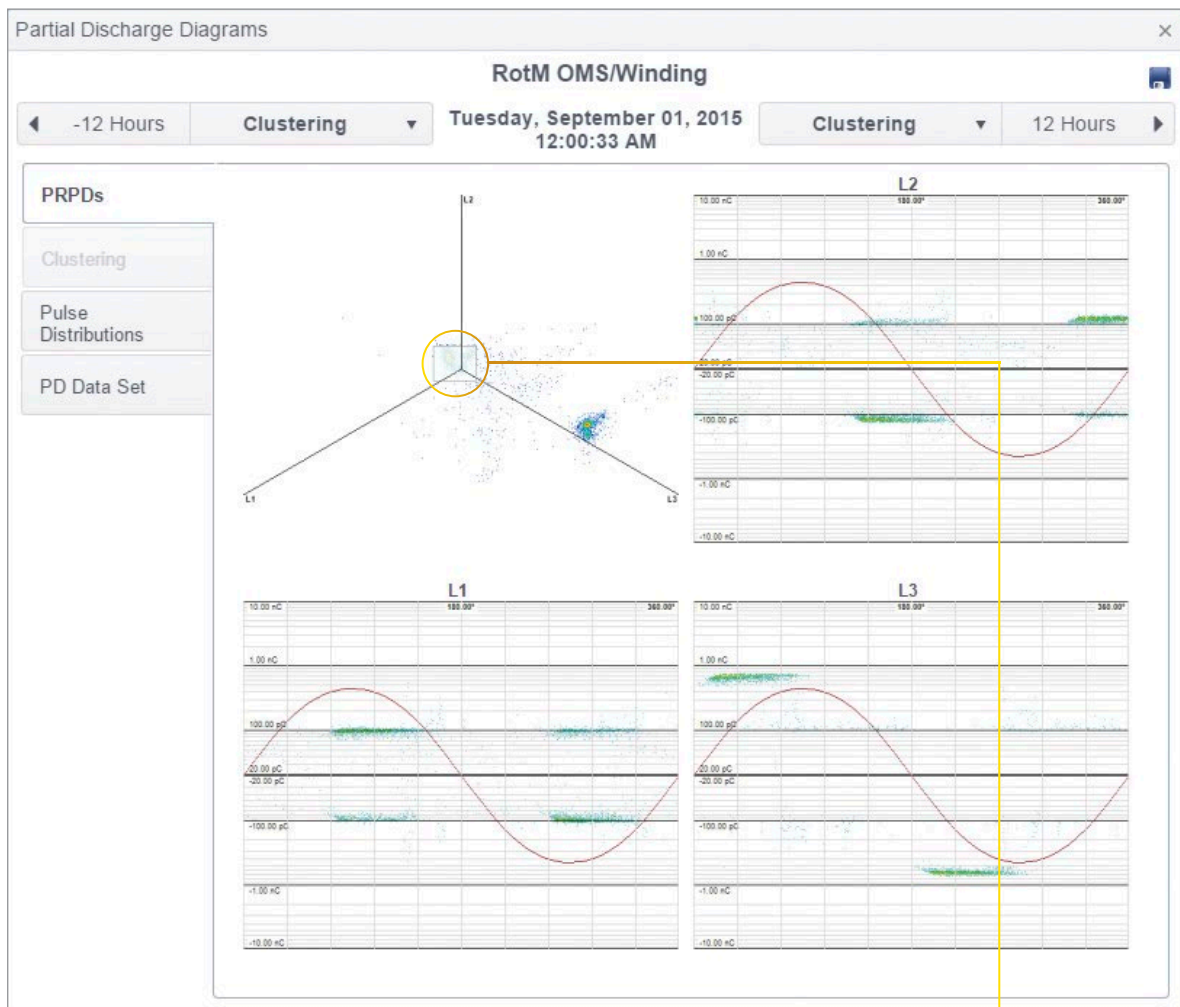 Partial Discharge Diagrams
RotM OMS/Winding
-12 Hours
Clustering
Tuesday, September 01, 2015
12:00:33 AM
Clustering
12 Hours
PRPDs
Clustering
Pulse
Distributions
PD Data Set
L2
L1
L3
L2
10.00 nC
180.00°
360.00°
1.00 nC
100.00 pC
20.00 pC
-20.00 pC
-100.00 pC
-1.00 nC
-10.00 nC
L1
10.00 nC
180.00°
360.00°
1.00 nC
100.00 pC
20.00 pC
-20.00 pC
-100.00 pC
-1.00 nC
-10.00 nC
L3
10.00 nC
180.00°
360.00°
1.00 nC
100.00 pC
20.00 pC
-20.00 pC
-100.00 pC
-1.00 nC
-10.00 nC